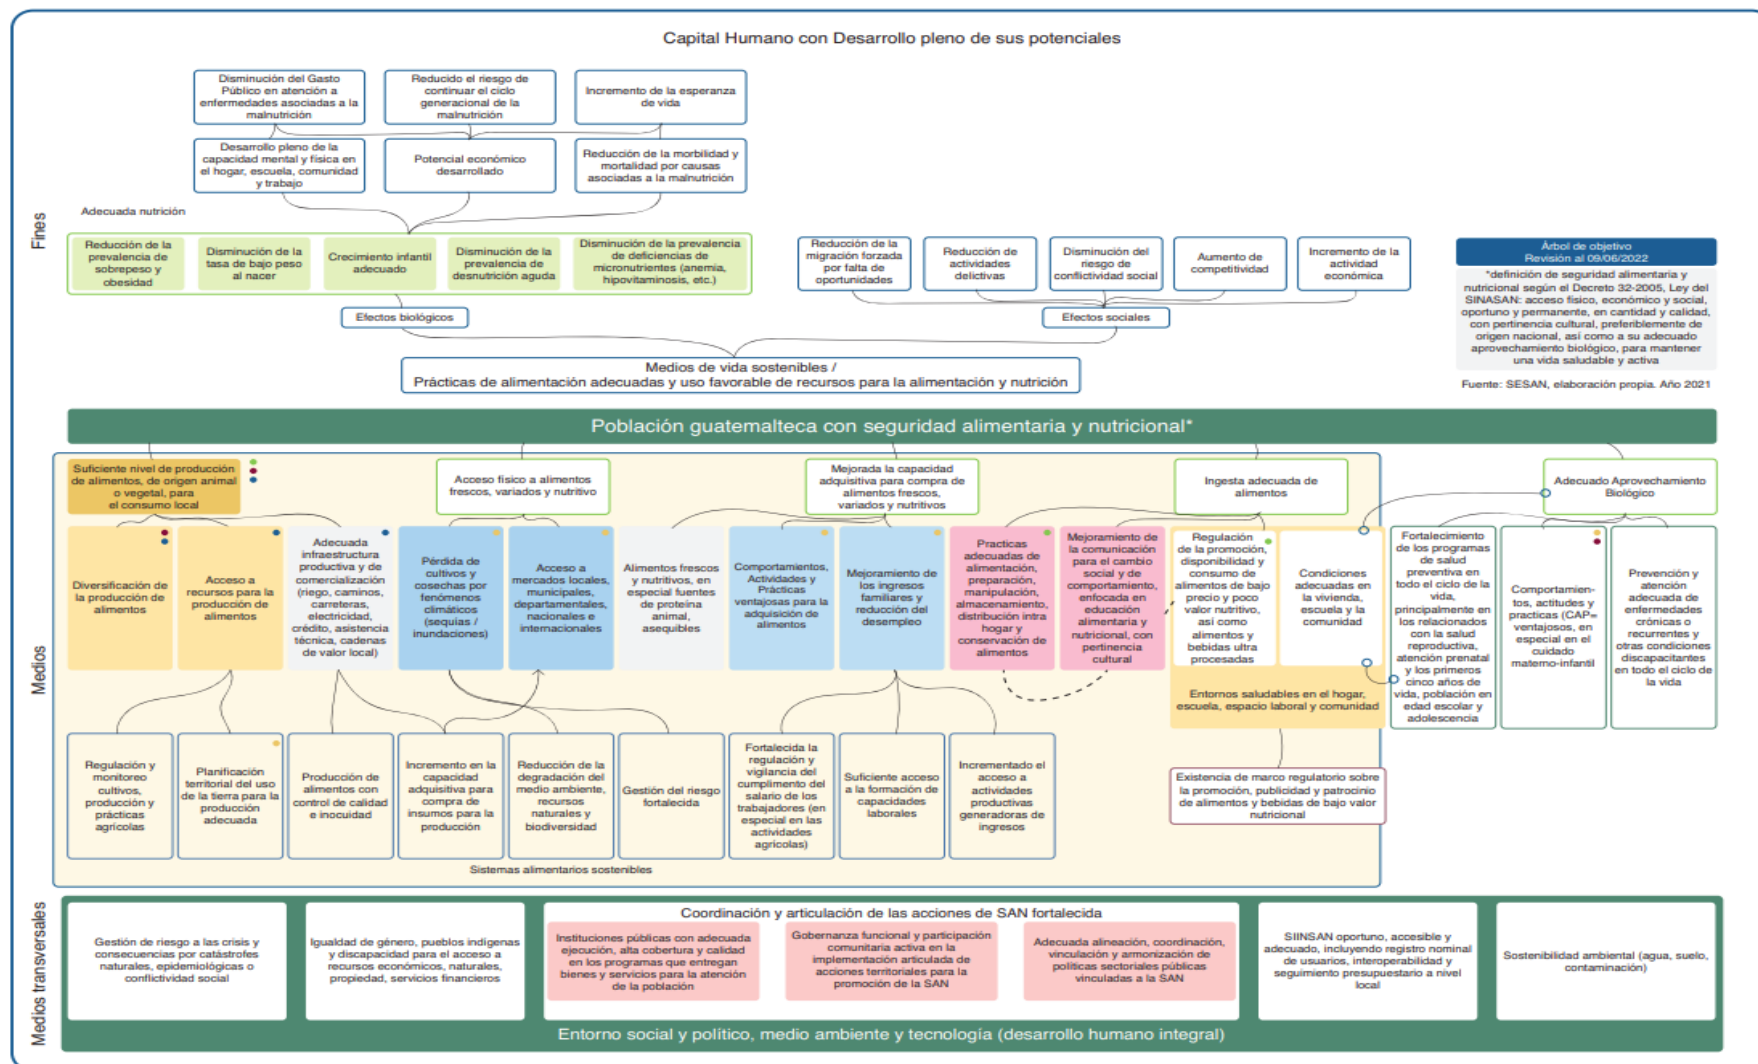 Capital Humano con Desarrollo pleno de sus potenciales
Disminución del Gasto
Público en atención a
enfermedades asociadas a la
malnutrición
Reducido el riesgo de
continuar el ciclo
generacional de la
malnutrición
Incremento de la esperanza
de vida
Desarrollo pleno de la
capacidad mental y física en
el hogar, escuela, comunidad
y trabajo
Potencial económico
desarrollado
Reducción de la morbilidad y
mortalidad por causas
asociadas a la malnutrición
Fines
Adecuada nutrición
Reducción de la
prevalencia de
sobrepeso y
obesidad
Disminución de la
tasa de bajo peso
al nacer
Crecimiento infantil
adecuado
Disminución de la
prevalencia de
desnutrición aguda
Disminución de la prevalencia
de deficiencias de
micronutrientes (anemia,
hipovitaminosis, etc.)
Reducción de la
migración forzada
por falta de
oportunidades
Reducción de
actividades
delictivas
Disminución del
riesgo de
conflictividad social
Aumento de
competitividad
Incremento de la
actividad
económica
Árbol de objetivo
Revisión al 09/06/2022
*definición de seguridad alimentaria y
nutricional según el Decreto 32-2005, Ley del
SINASAN: acceso físico, económico y social,
oportuno y permanente, en cantidad y calidad,
con pertinencia cultural, preferiblemente de
origen nacional, así como a su adecuado
aprovechamiento biológico, para mantener
una vida saludable y activa
Fuente: SESAN, elaboración propia. Año 2021
Efectos biológicos
Efectos sociales
Medios de vida sostenibles /
Prácticas de alimentación adecuadas y uso favorable de recursos para la alimentación y nutrición
Población guatemalteca con seguridad alimentaria y nutricional*
Medios
Suficiente nivel de producción
de alimentos, de origen animal
o vegetal, para
el consumo local
Acceso físico a alimentos
frescos, variados y nutritivo
Mejorada la capacidad
adquisitiva para compra de
alimentos frescos,
variados y nutritivos
Ingesta adecuada de
alimentos
Adecuado Aprovechamiento
Biológico
Diversificación de
la producción de
alimentos
Acceso a
recursos para la
producción de
alimentos
Adecuada
infraestructura
productiva y de
comercialización
(riego, caminos,
carreteras,
electricidad,
crédito, asistencia
técnica, cadenas
de valor local)
Pérdida de
cultivos y
cosechas por
fenómenos
climáticos
(sequías /
inundaciones)
Acceso a
mercados locales,
municipales,
departamentales,
nacionales e
internacionales
Alimentos frescos
y nutritivos, en
especial fuentes
de proteína
animal,
asequibles
Comportamientos,
Actividades y
Prácticas
ventajosas para la
adquisición de
alimentos
Mejoramiento de
los ingresos
familiares y
reducción del
desempleo
Practicas
adecuadas de
alimentación,
preparación,
manipulación,
almacenamiento,
distribución intra
hogar y
conservación de
alimentos
Mejoramiento de
la comunicación
para el cambio
social y de
comportamiento,
enfocada en
educación
alimentaria y
nutricional, con
pertinencia
cultural
Regulación
de la promoción,
disponibilidad y
consumo de
alimentos de bajo
precio y poco
valor nutritivo,
así como
alimentos y
bebidas ultra
procesadas
Condiciones
adecuadas en
la vivienda,
escuela y la
comunidad
Entornos saludables en el hogar,
escuela, espacio laboral y comunidad
Fortalecimiento
de los programas
de salud
preventiva en
todo el ciclo de la
vida,
principalmente en
los relacionados
con la salud
reproductiva,
atención prenatal
y los primeros
cinco años de
vida, población en
edad escolar y
adolescencia
Comportamien-
tos, actitudes y
practicas (CAP=
ventajosos, en
especial en el
cuidado
materno-infantil
Prevención y
atención
adecuada de
enfermedades
crónicas o
recurrentes y
otras condiciones
discapacitantes
en todo el ciclo de
la vida
Regulación y
monitoreo
cultivos,
producción y
prácticas
agrícolas
Planificación
territorial del uso
de la tierra para la
producción
adecuada
Producción de
alimentos con
control de calidad
e inocuidad
Incremento en la
capacidad
adquisitiva para
compra de
insumos para la
producción
Reducción de la
degradación del
medio ambiente,
recursos
naturales y
biodiversidad
Gestión del riesgo
fortalecida
Fortalecida la
regulación y
vigilancia del
cumplimiento del
salario de los
trabajadores (en
especial en las
actividades
agrícolas)
Suficiente acceso
a la formación de
capacidades
laborales
Incrementado el
acceso a
actividades
productivas
generadoras de
ingresos
Existencia de marco regulatorio sobre
la promoción, publicidad y patrocinio
de alimentos y bebidas de bajo valor
nutricional
Sistemas alimentarios sostenibles
Medios transversales
Gestión de riesgo a las crisis y
consecuencias por catástrofes
naturales, epidemiológicas o
conflictividad social
Igualdad de género, pueblos indígenas
y discapacidad para el acceso a
recursos económicos, naturales,
propiedad, servicios financieros
Coordinación y articulación de las acciones de SAN fortalecida
Instituciones públicas con adecuada
ejecución, alta cobertura y calidad
en los programas que entregan
bienes y servicios para la atención
de la población
Gobernanza funcional y participación
comunitaria activa en la
implementación articulada de
acciones territoriales para la
promoción de la SAN
Adecuada alineación, coordinación,
vinculación y armonización de
políticas sectoriales públicas
vinculadas a la SAN
SIINSAN oportuno, accesible y
adecuado, incluyendo registro nominal
de usuarios, interoperabilidad y
seguimiento presupuestario a nivel
local
Sostenibilidad ambiental (agua, suelo,
contaminación)
Entorno social y político, medio ambiente y tecnología (desarrollo humano integral)